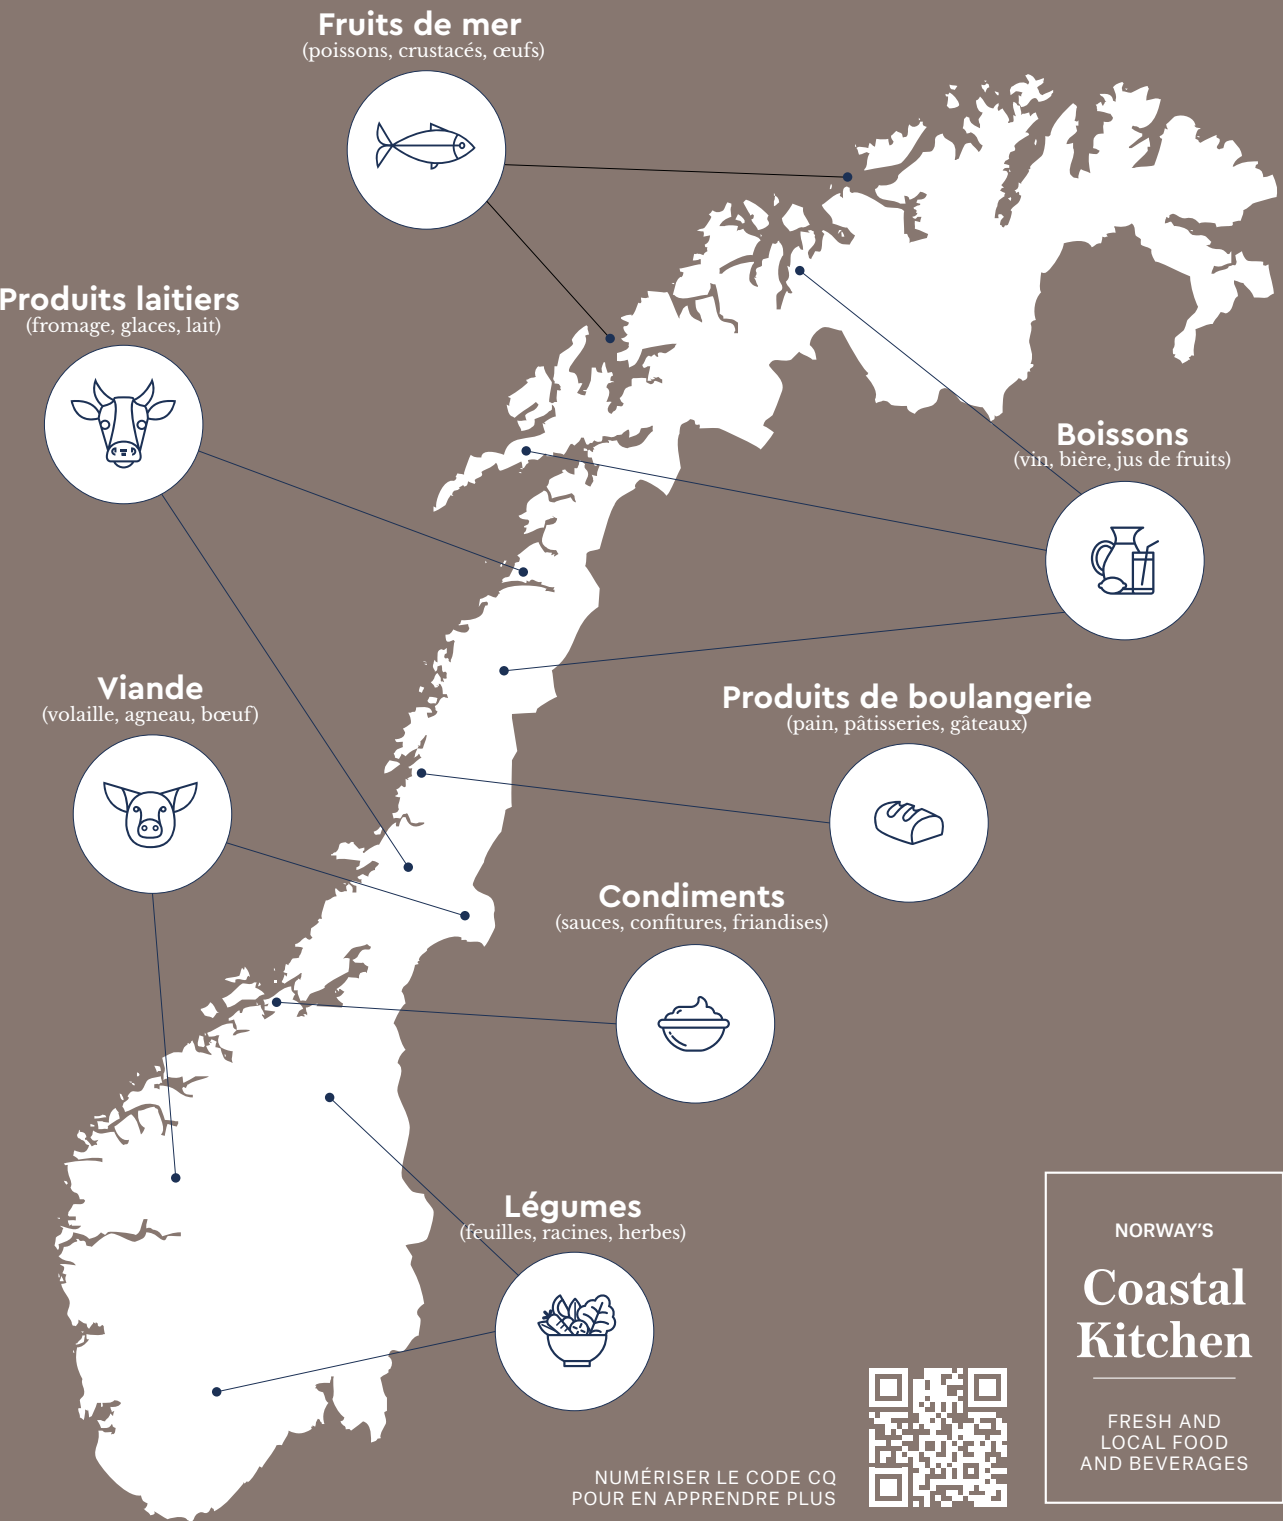 Fruits de mer
(poissons, crustacés, œufs)
Produits laitiers
(fromage, glaces, lait)
Boissons
(vin, bière, jus de fruits)
Viande
(volaille, agneau, bœuf)
Produits de boulangerie
(pain, pâtisseries, gâteaux)
Condiments
(sauces, confitures, friandises)
Légumes
(feuilles, racines, herbes)
NORWAY'S
Coastal
Kitchen
FRESH AND
LOCAL FOOD
AND BEVERAGES
NUMÉRISER LE CODE CQ
POUR EN APPRENDRE PLUS